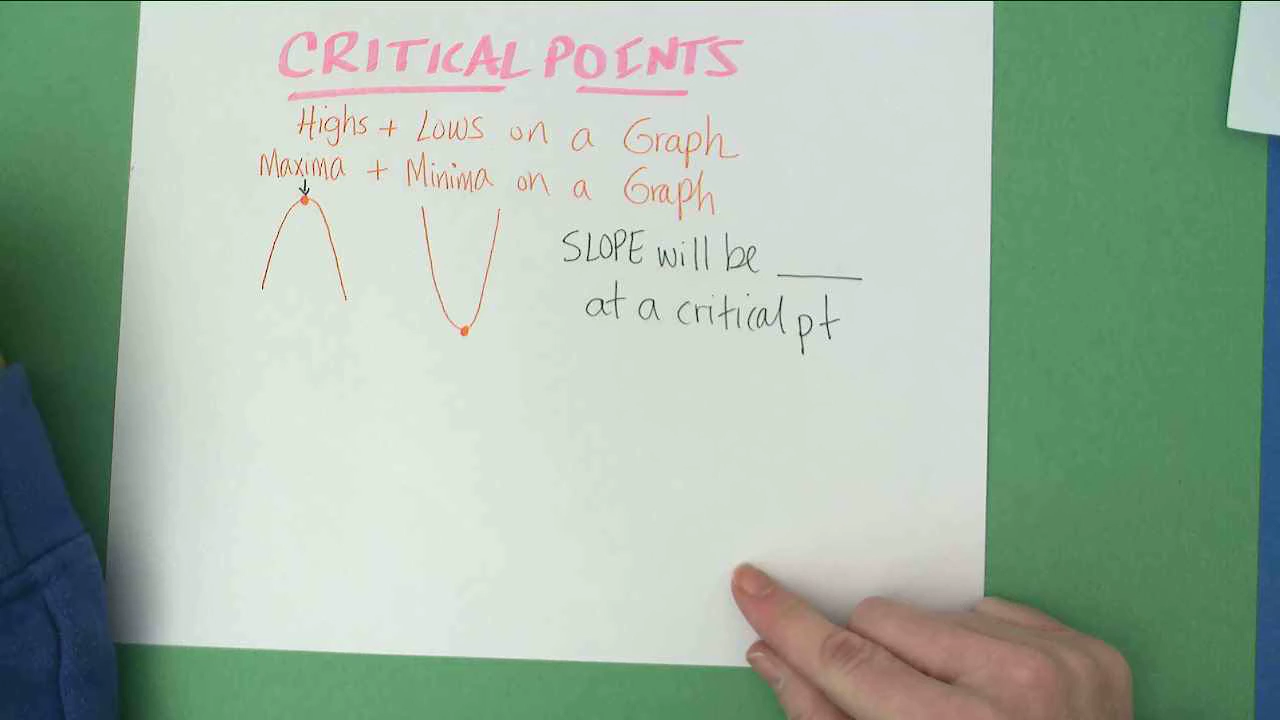 CRITICAL POINTS
Highs + Lows on a Graph
Maxima + Minima on a Graph
SLOPE will be ____
at a critical pt